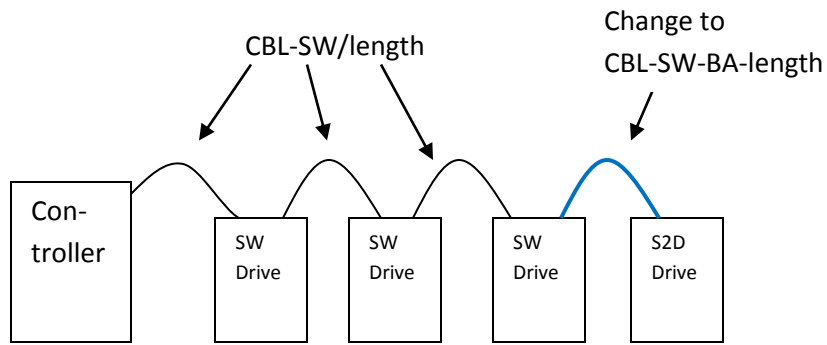 CBL-SW/length
Change to
CBL-SW-BA-length
Con-
troller
SW
Drive
SW
Drive
SW
Drive
S2D
Drive